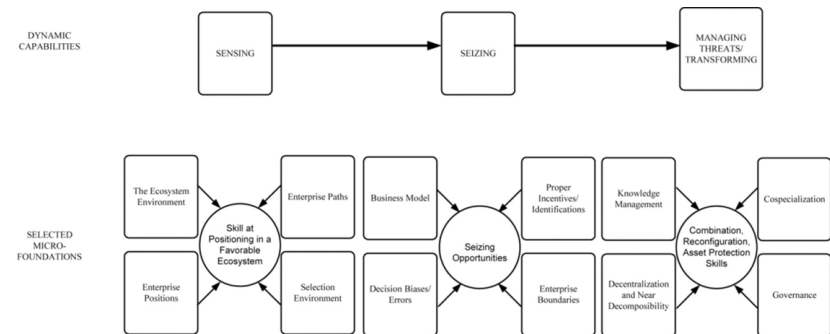 DYNAMIC
CAPABILITIES
SENSING
SEIZING
MANAGING
THREATS/
TRANSFORMING
SELECTED
MICRO-
FOUNDATIONS
The Ecosystem
Environment
Enterprise Paths
Skill at
Positioning in a
Favorable
Ecosystem
Enterprise
Positions
Selection
Environment
Business Model
Proper
Incentives/
Identifications
Seizing
Opportunities
Decision Biases/
Errors
Enterprise
Boundaries
Knowledge
Management
Cospecialization
Combination,
Reconfiguration,
Asset Protection
Skills
Decentralization
and Near
Decomposibility
Governance